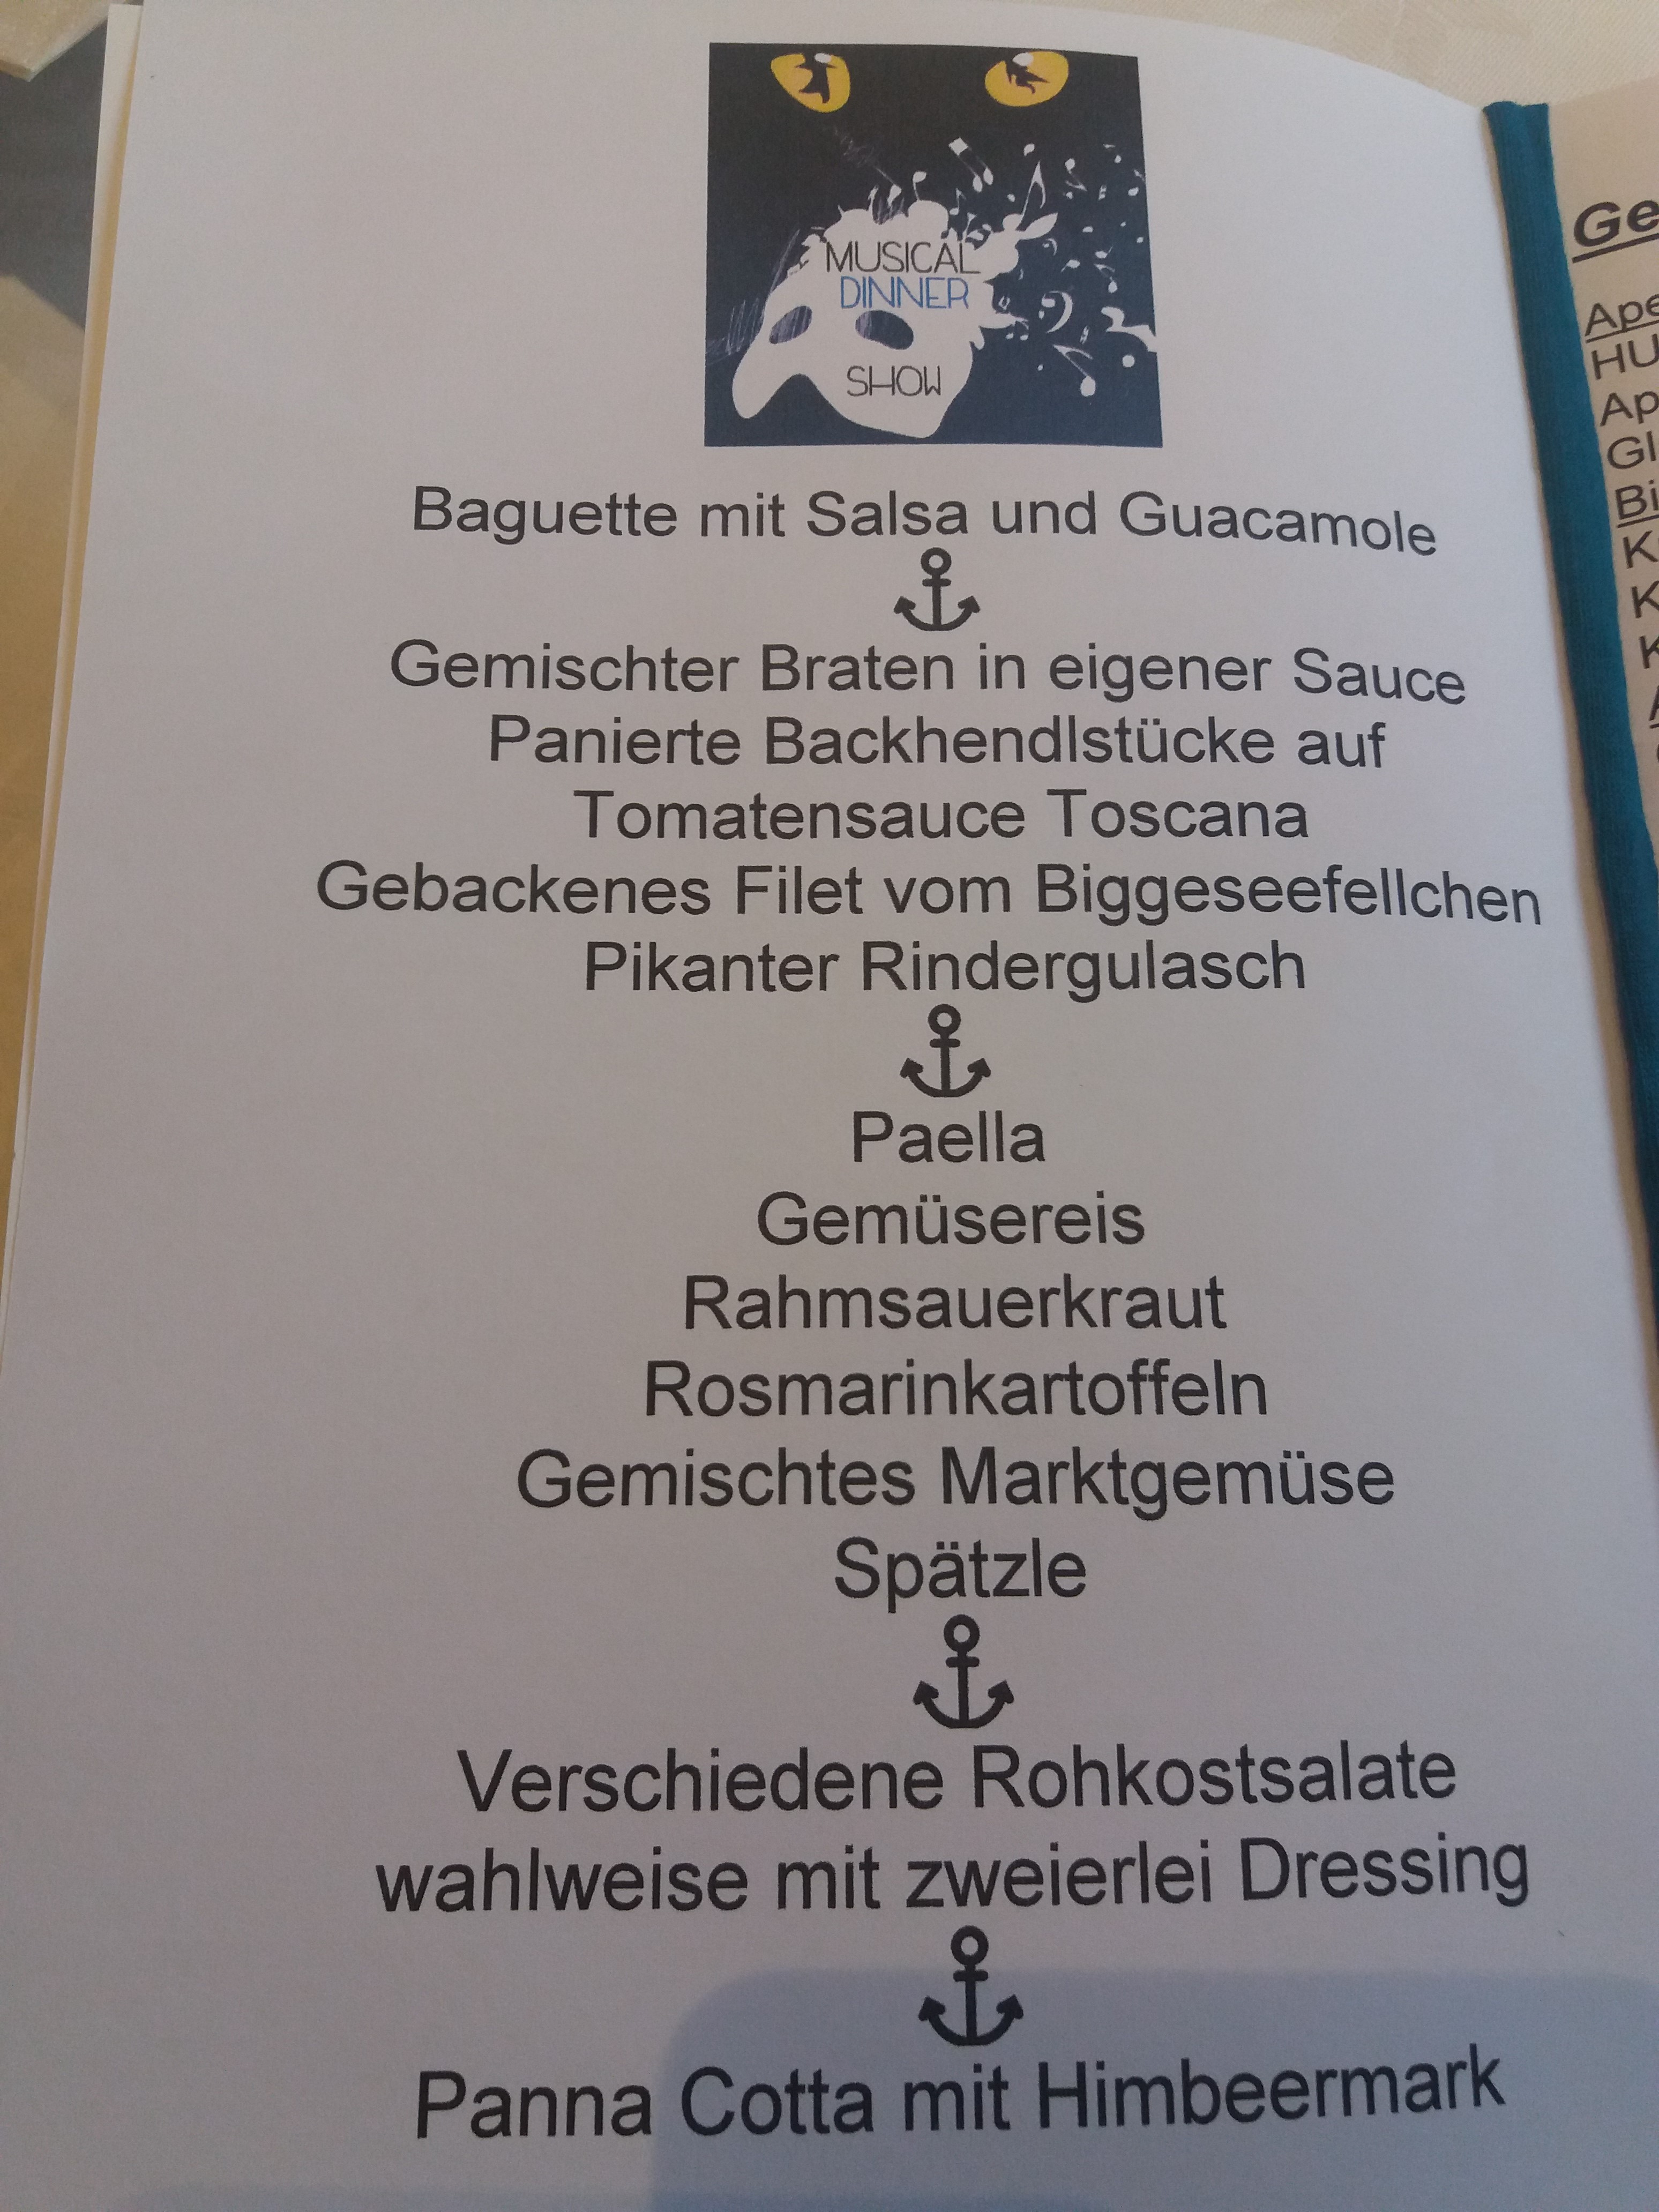 MUSICAL
DINNER
SHOW
Baguette mit Salsa und Guacamole
Gemischter Braten in eigener Sauce
Panierte Backhendlstücke auf
Tomatensauce Toscana
Gebackenes Filet vom Biggeseefellchen
Pikanter Rindergulasch
Paella
Gemüsereis
Rahmsauerkraut
Rosmarinkartoffeln
Gemischtes Marktgemüse
Spätzle
Verschiedene Rohkostsalate
wahlweise mit zweierlei Dressing
Panna Cotta mit Himbeermark